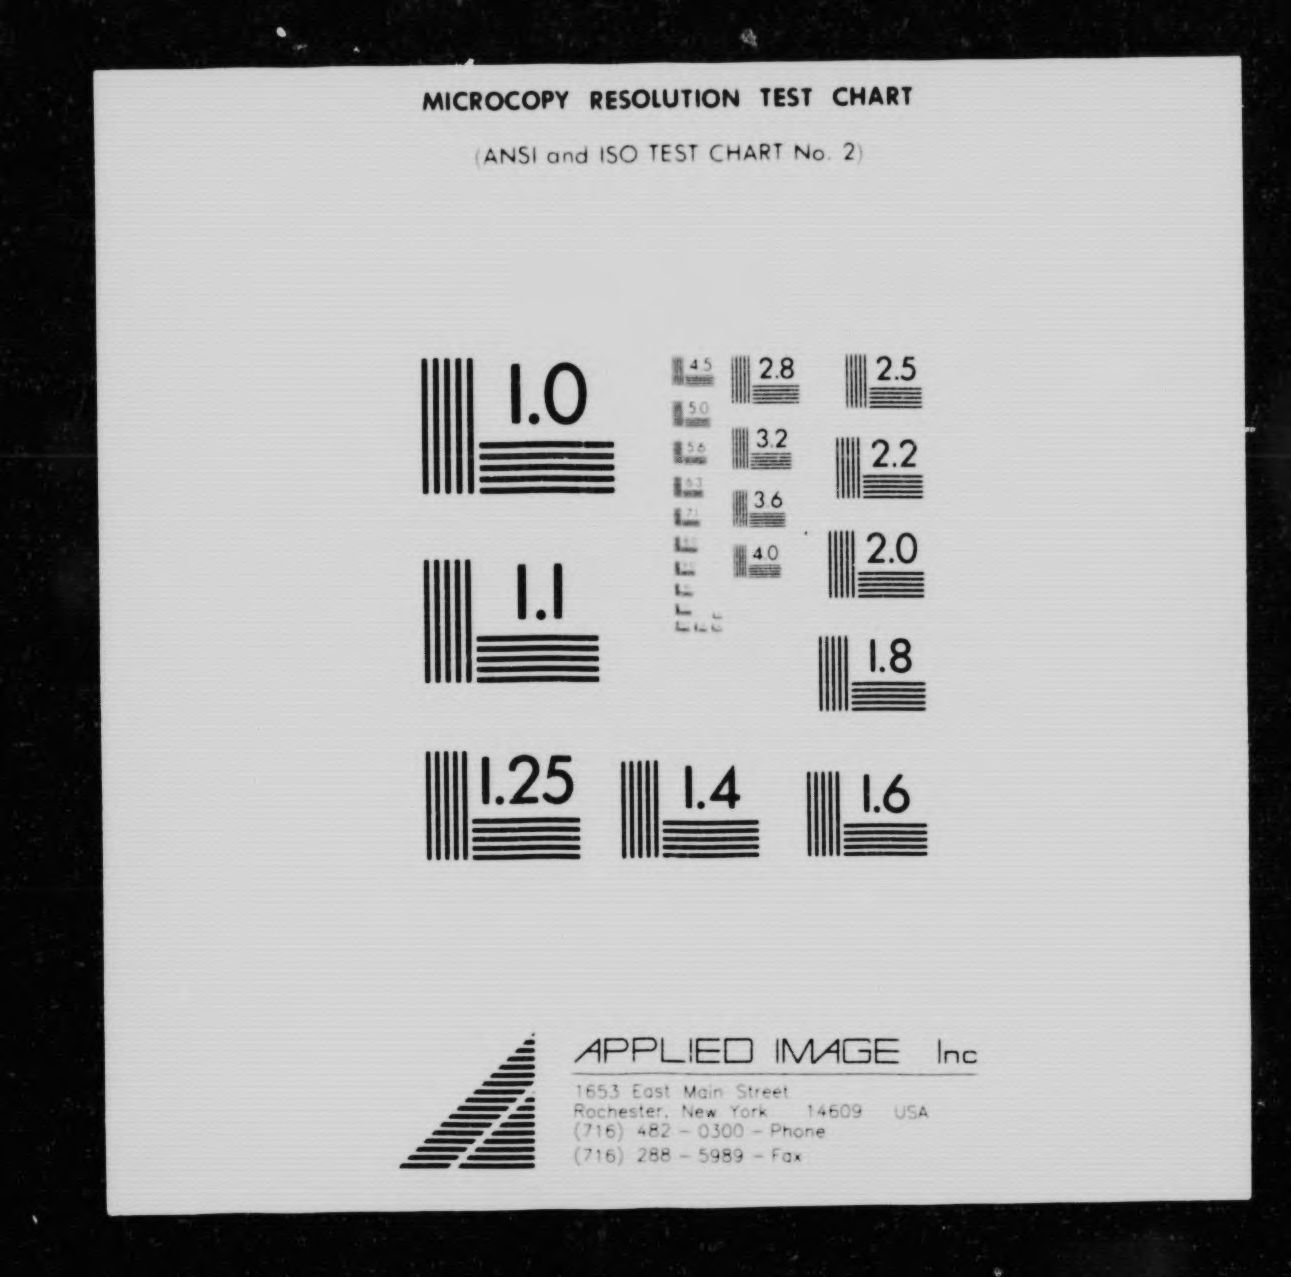 MICROCOPY RESOLUTION TEST CHART
(ANSI and ISO TEST CHART No. 2)
1.0
4.5 2.8 2.5
5.0
5.6 3.2 2.2
6.3
7.1 3.6
4.0 2.0
1.1
1.8
1.25 1.4 1.6
APPLIED IMAGE Inc
1653 East Main Street
Rochester, New York 14609 USA
(716) 482 - 0300 - Phone
(716) 288 - 5989 - Fax